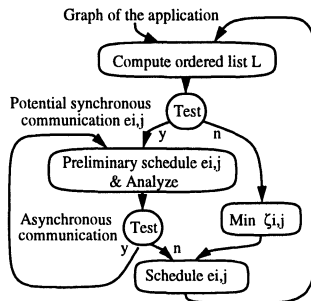 Graph of the application
Compute ordered list L
Potential synchronous
communication ei,j
Test
y
n
Preliminary schedule ei,j
& Analyze
Asynchronous
communication
Test
y
n
Min ζi,j
Schedule ei,j